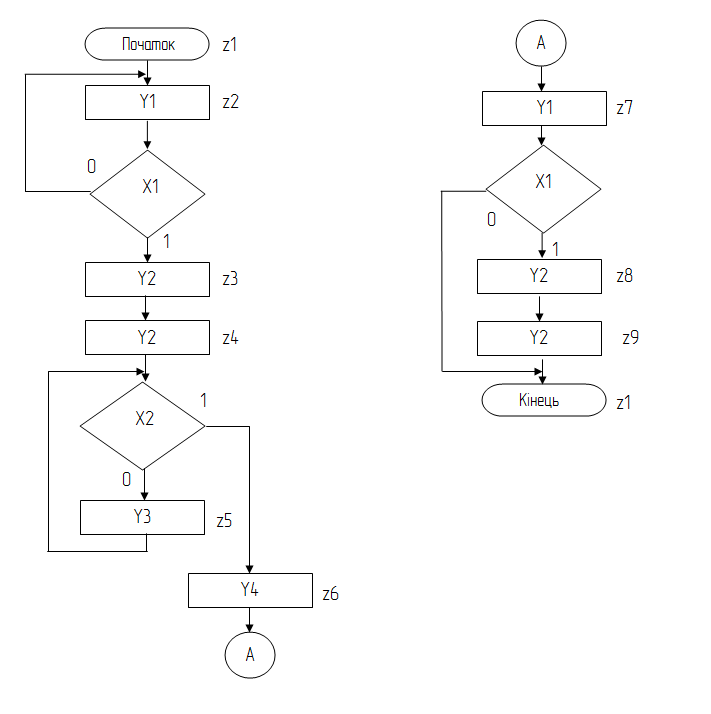 Початок z1
Y1 z2
0
X1
1
Y2 z3
Y2 z4
1
X2
0
Y3 z5
Y4 z6
A
A
Y1 z7
X1
0
1
Y2 z8
Y2 z9
Кінець z1